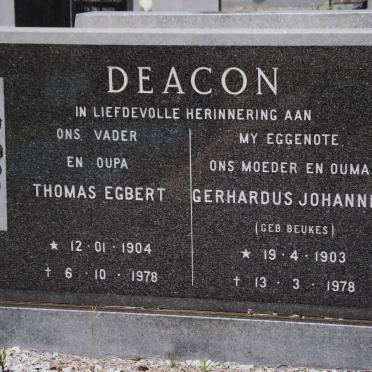 DEACON
IN LIEFDEVOLLE HERINNERING AAN
ONS VADER
EN OUPA
THOMAS EGBERT
★ 12·01·1904
† 6·10·1978
MY EGGENOTE
ONS MOEDER EN OUMA
GERHARDUS
(GEB BEUKES)
★ 19·4·1903
† 13·3·1978